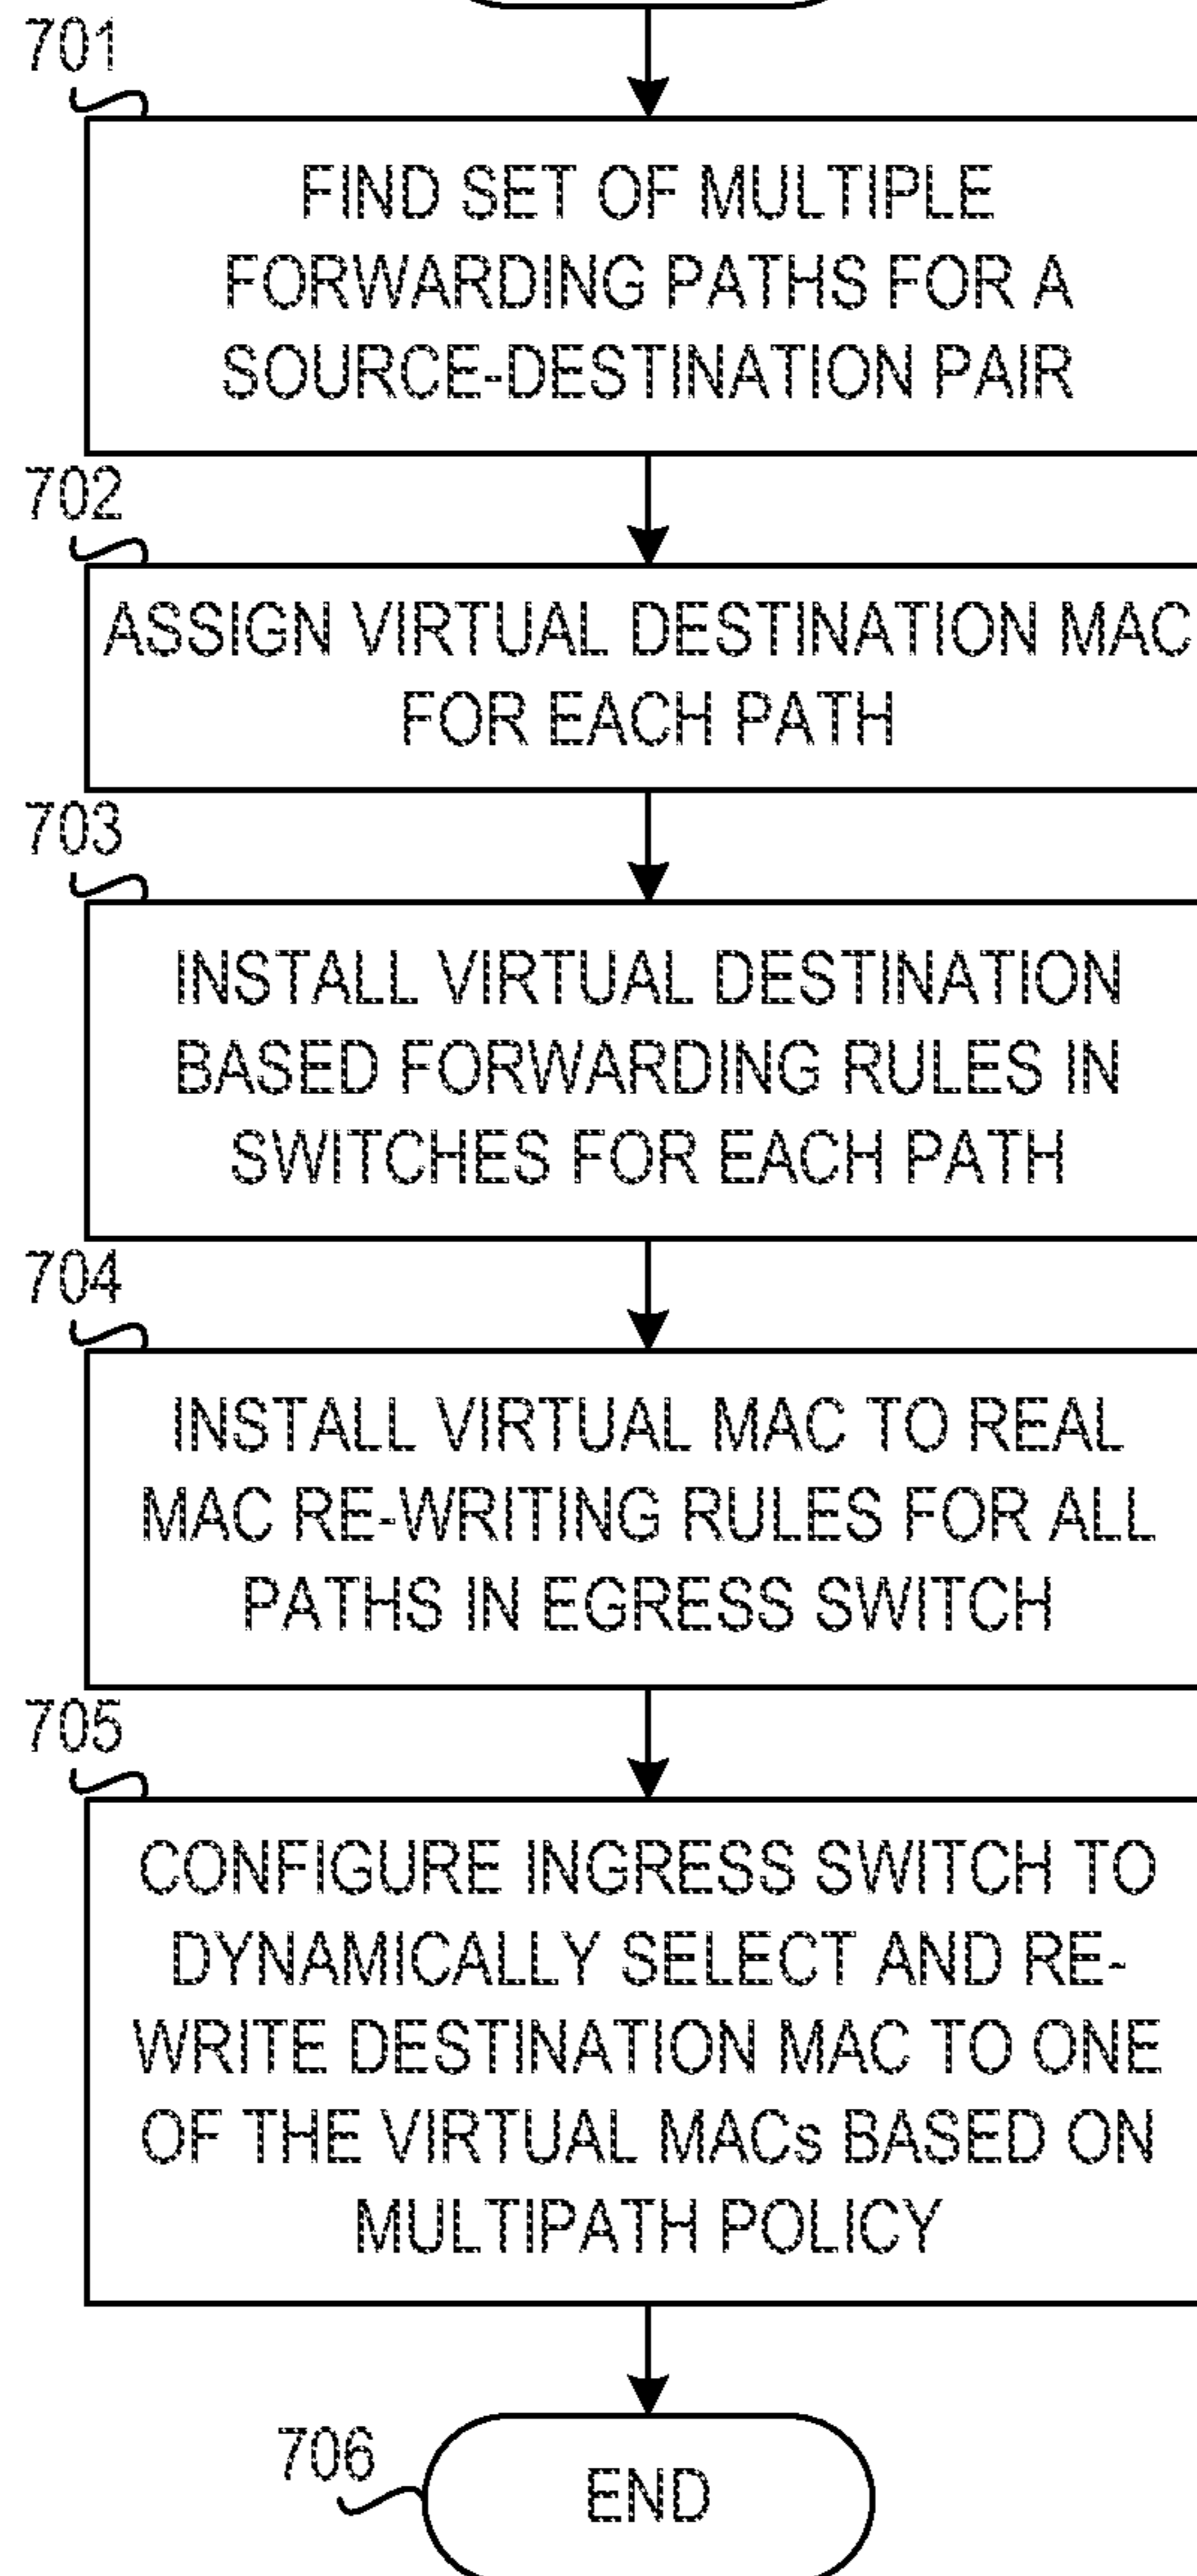 701
FIND SET OF MULTIPLE
FORWARDING PATHS FOR A
SOURCE-DESTINATION PAIR
702
ASSIGN VIRTUAL DESTINATION MAC
FOR EACH PATH
703
INSTALL VIRTUAL DESTINATION
BASED FORWARDING RULES IN
SWITCHES FOR EACH PATH
704
INSTALL VIRTUAL MAC TO REAL
MAC RE-WRITING RULES FOR ALL
PATHS IN EGRESS SWITCH
705
CONFIGURE INGRESS SWITCH TO
DYNAMICALLY SELECT AND RE-
WRITE DESTINATION MAC TO ONE
OF THE VIRTUAL MACs BASED ON
MULTIPATH POLICY
706
END